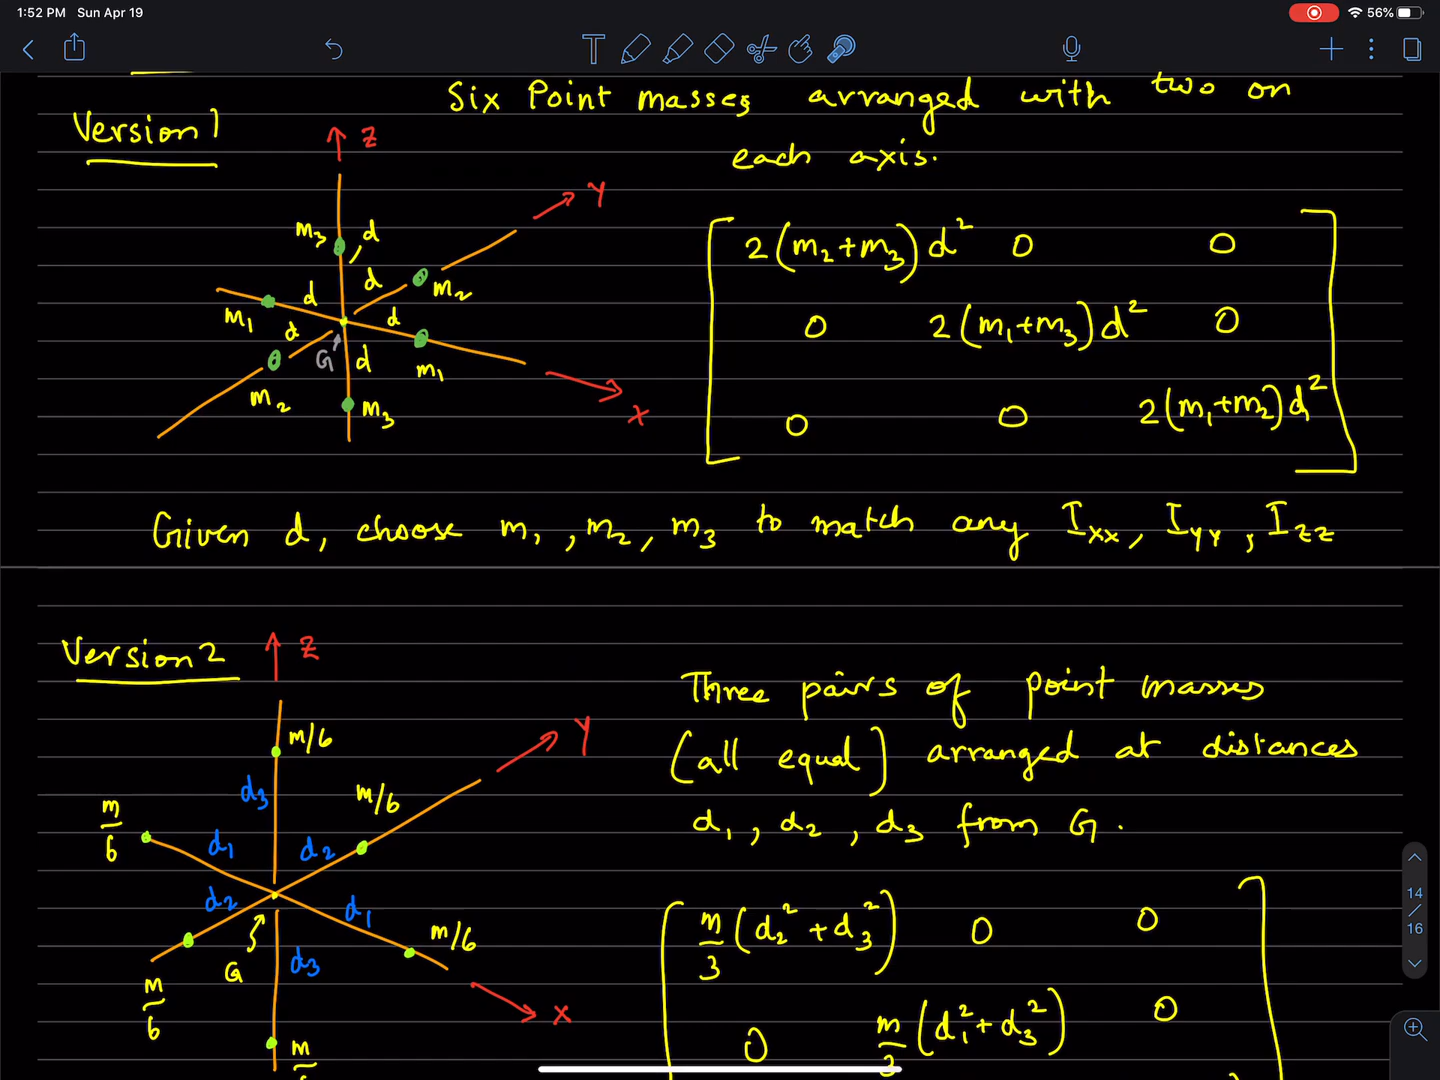 1:52 PM Sun Apr 19
56%
Six Point masses arranged with two on
each axis.
Version 1
Z
Y
m₃
d
d
m₂
d
m₁
d
d
G
d
m₁
m₂
m₃
X
2(m₂+m₃)d² 0 0
0 2(m₁+m₃)d² 0
0 0 2(m₁+m₂)d²
Given d, choose m₁, m₂, m₃ to match any Ixx, Iyy, Izz
Version 2
Z
Three pairs of point masses
(all equal) arranged at distances
d₁, d₂, d₃ from G.
m/6
Y
d₃
m/6
m/6
d₁
d₂
d₂
d₁
m/6
G
d₃
m/6
X
m
m/3 (d₂²+d₃²) 0 0
0 m/3 (d₁²+d₃²) 0
14
/
16